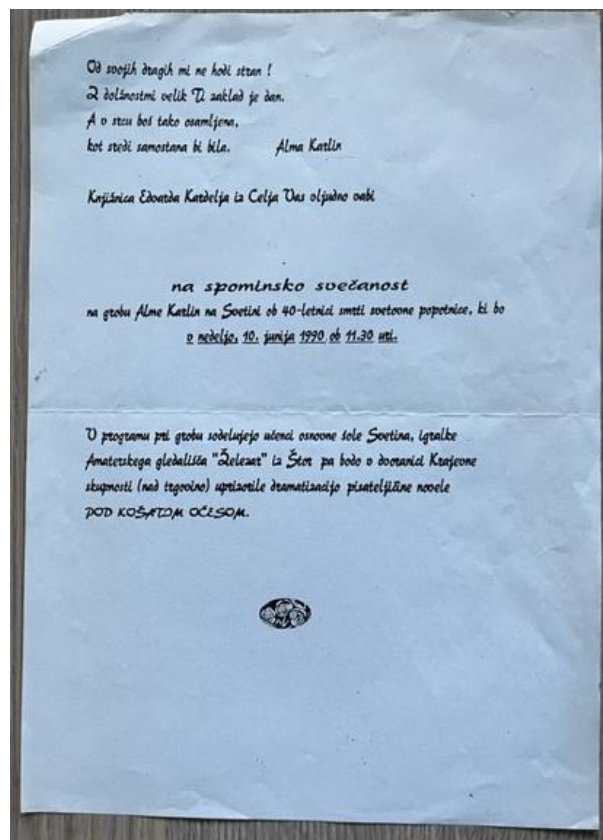 Od svojih dragih mi ne hodi stran !
Z dolžnostmi velik Ti zaklad je dan.
A v srcu boš tako osamljena,
kot sredi samostana bi bila. Alma Karlin
Knjižnica Edvarda Kardelja iz Celja Vas vljudno vabi
na spominsko svečanost
na grobu Alme Karlin na Svetini ob 40-letnici smrti svetovne popotnice, ki bo
v nedeljo, 10. junija 1990 ob 11.30 uri.
V programu pri grobu sodelujejo učenci osnovne šole Svetina, igralke
Amaterskega gledališča "Železar" iz Štor pa bodo v dvoranici Krajevne
skupnosti (nad trgovino) uprizorile dramatizacijo pisateljičine novele
POD KOŠATIM OČESOM.